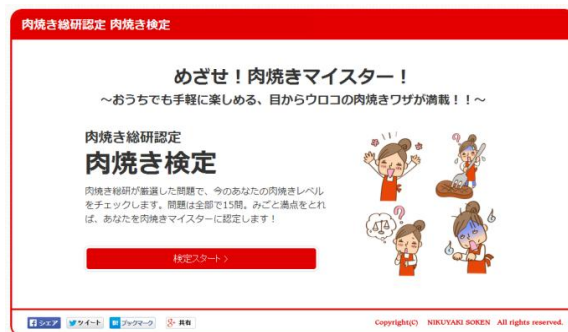 肉焼き総研認定 肉焼き検定
めざせ！肉焼きマイスター！
～おうちでも手軽に楽しめる、目からウロコの肉焼きワザが満載！！～
肉焼き総研認定
肉焼き検定
肉焼き総研が厳選した問題で、今のあなたの肉焼きレベル
をチェックします。問題は全部で15問。みごと満点をとれ
ば、あなたを肉焼きマイスターに認定します！
検定スタート〉
シェア ツイート B! ブックマーク 8+ 共有
Copyright(C) NIKUYAKI SOKEN All rights reserved.